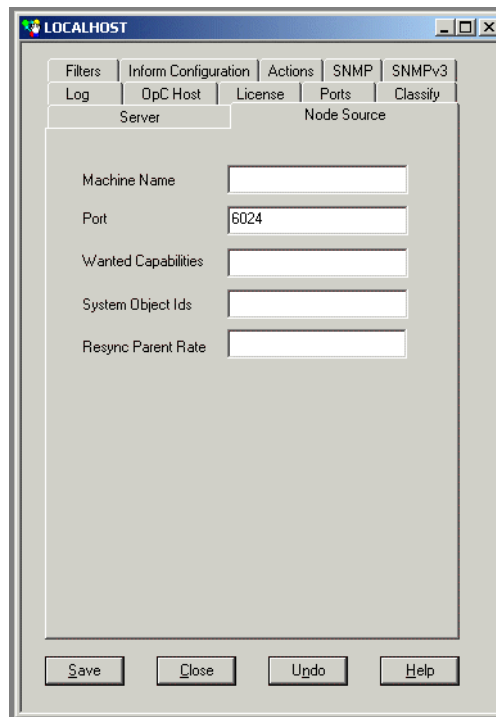 LOCALHOST
Filters Inform Configuration Actions SNMP SNMPv3
Log OpC Host License Ports Classify
Server Node Source
Machine Name
Port 6024
Wanted Capabilities
System Object Ids
Resync Parent Rate
Save Close Undo Help